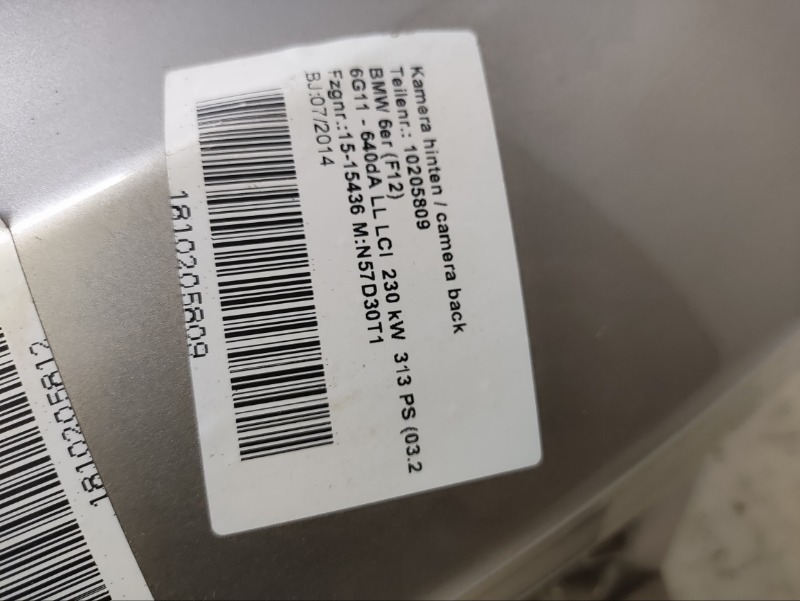 Kamera hinten / camera back
Teilenr.: 10205809
BMW 6er (F12)
6G11 - 640dA LL LCI 230 kW 313 PS (03.2
Fzgnr.:15-15436 M:N57D30T1
BJ:07/2014
1810205809
1810205812